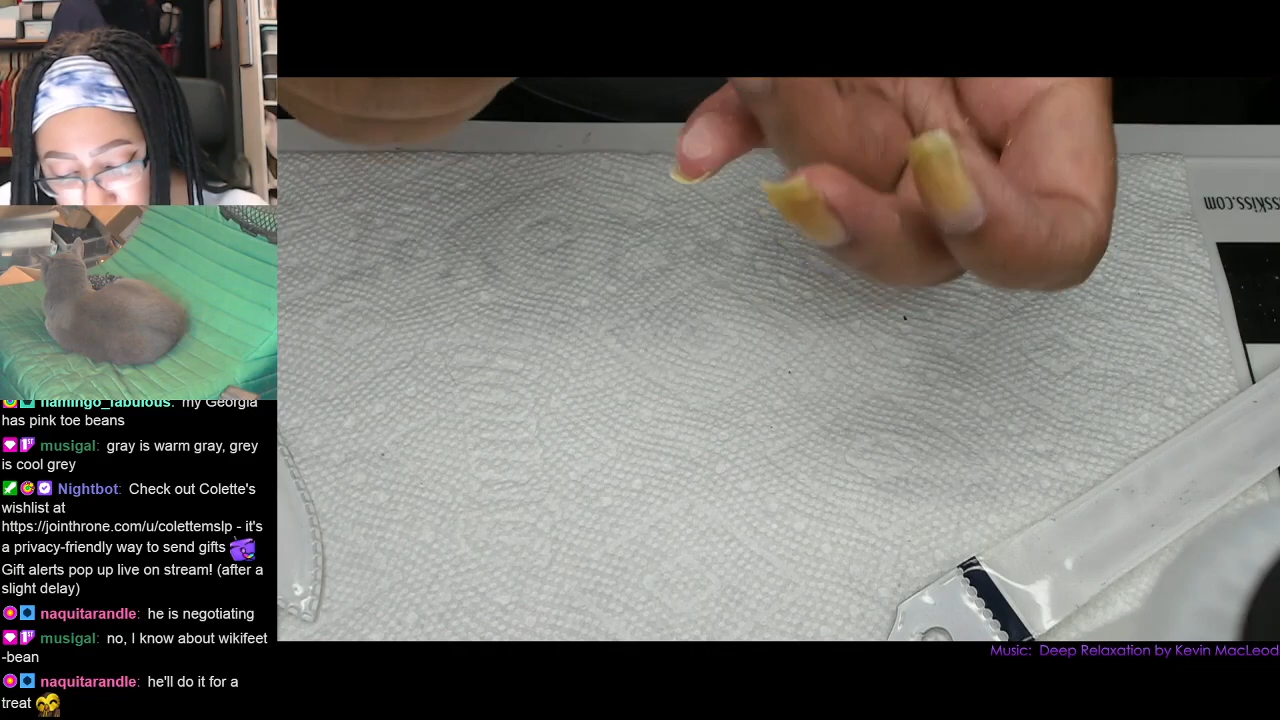 flamingo_fabulous: my Georgia
has pink toe beans
musigal: gray is warm gray, grey
is cool grey
Nightbot: Check out Colette's
wishlist at
https://jointhrone.com/u/colettemslp - it's
a privacy-friendly way to send gifts
Gift alerts pop up live on stream! (after a
slight delay)
naquitarandle: he is negotiating
musigal: no, I know about wikifeet
-bean
naquitarandle: he'll do it for a
treat
sskiss.com
Music: Deep Relaxation by Kevin MacLeod